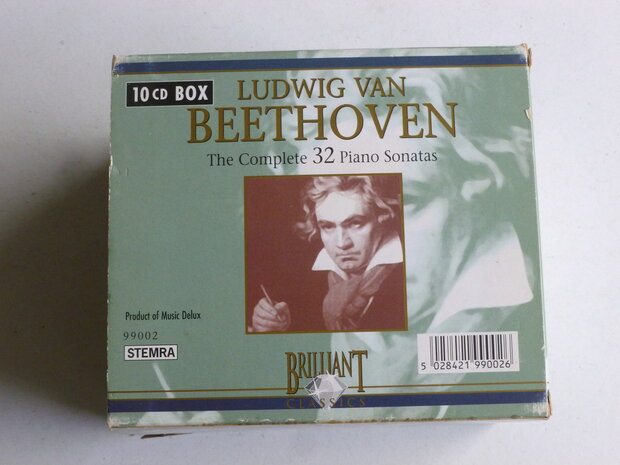 10 CD BOX
LUDWIG VAN
BEETHOVEN
The Complete 32 Piano Sonatas
Product of Music Delux
99002
STEMRA
BRILLIANT
CLASSICS
5 028421 990026